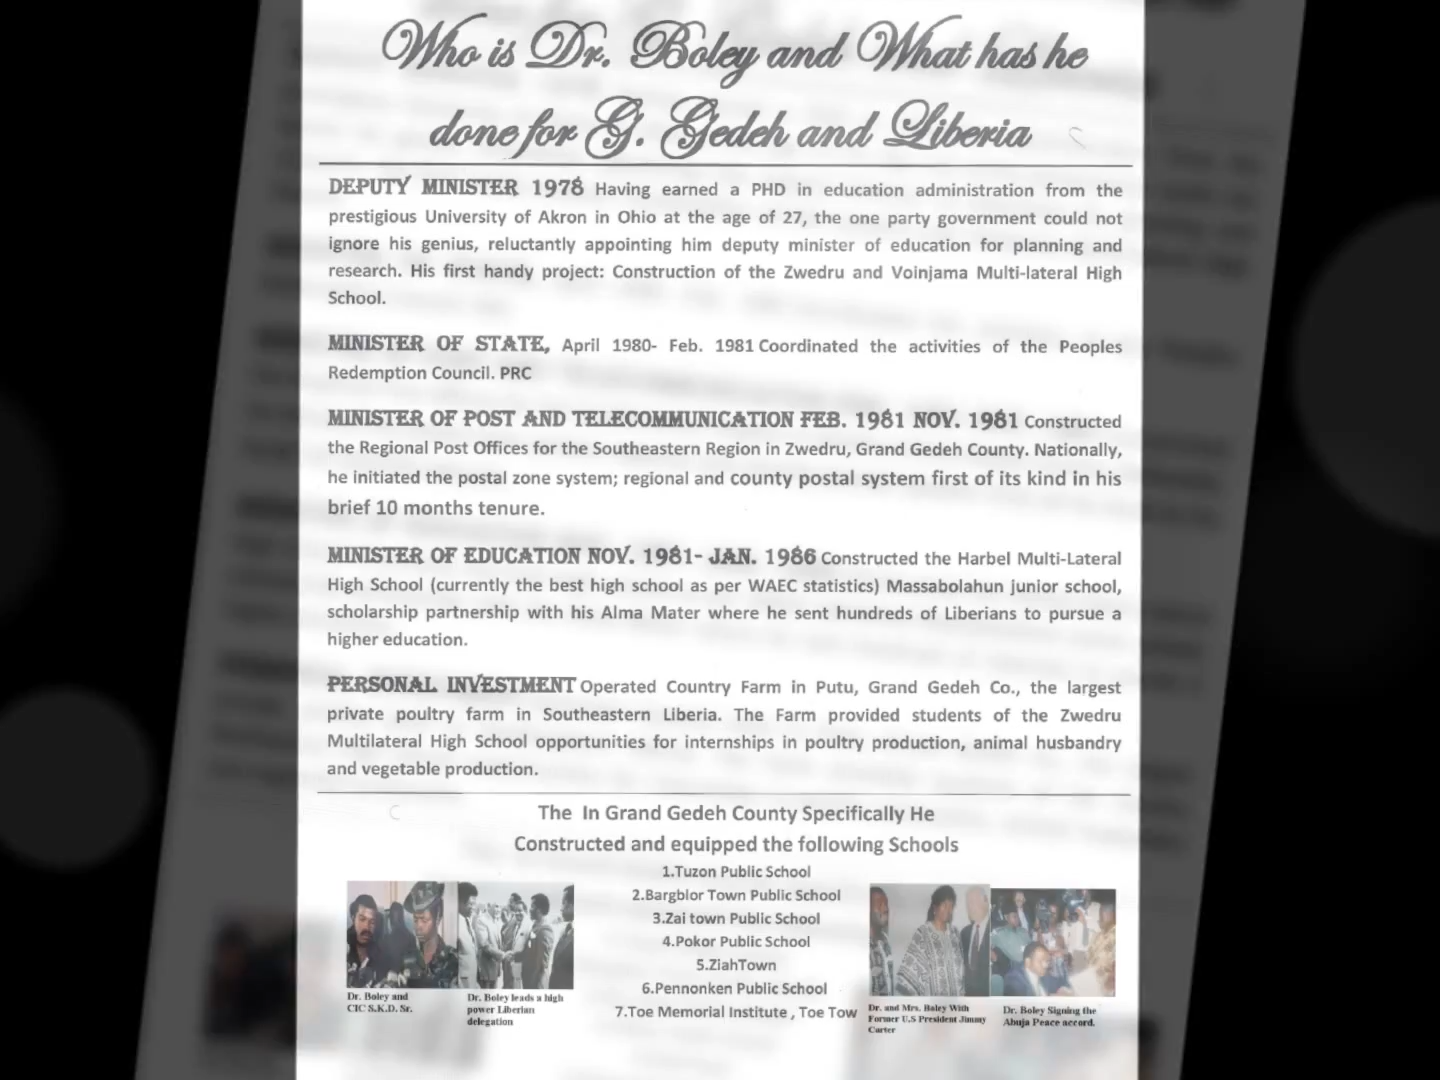 Who is Dr. Boley and What has he
done for G. Gedeh and Liberia
DEPUTY MINISTER 1978 Having earned a PHD in education administration from the
prestigious University of Akron in Ohio at the age of 27, the one party government could not
ignore his genius, reluctantly appointing him deputy minister of education for planning and
research. His first handy project: Construction of the Zwedru and Voinjama Multi-lateral High
School.
MINISTER OF STATE, April 1980- Feb. 1981 Coordinated the activities of the Peoples
Redemption Council. PRC
MINISTER OF POST AND TELECOMMUNICATION FEB. 1981 NOV. 1981 Constructed
the Regional Post Offices for the Southeastern Region in Zwedru, Grand Gedeh County. Nationally,
he initiated the postal zone system; regional and county postal system first of its kind in his
brief 10 months tenure.
MINISTER OF EDUCATION NOV. 1981- JAN. 1986 Constructed the Harbel Multi-Lateral
High School (currently the best high school as per WAEC statistics) Massabolahun junior school,
scholarship partnership with his Alma Mater where he sent hundreds of Liberians to pursue a
higher education.
PERSONAL INVESTMENT Operated Country Farm in Putu, Grand Gedeh Co., the largest
private poultry farm in Southeastern Liberia. The Farm provided students of the Zwedru
Multilateral High School opportunities for internships in poultry production, animal husbandry
and vegetable production.
The In Grand Gedeh County Specifically He
Constructed and equipped the following Schools
1.Tuzon Public School
2.Bargblor Town Public School
3.Zai town Public School
4.Pokor Public School
5.ZiahTown
6.Pennonken Public School
7.Toe Memorial Institute , Toe Tow
Dr. Boley and
CIC S.K.D. Sr.
Dr. Boley leads a high
power Liberian
delegation
Dr. and Mrs. Boley With
Former U.S President Jimmy
Carter
Dr. Boley Signing the
Abuja Peace accord.